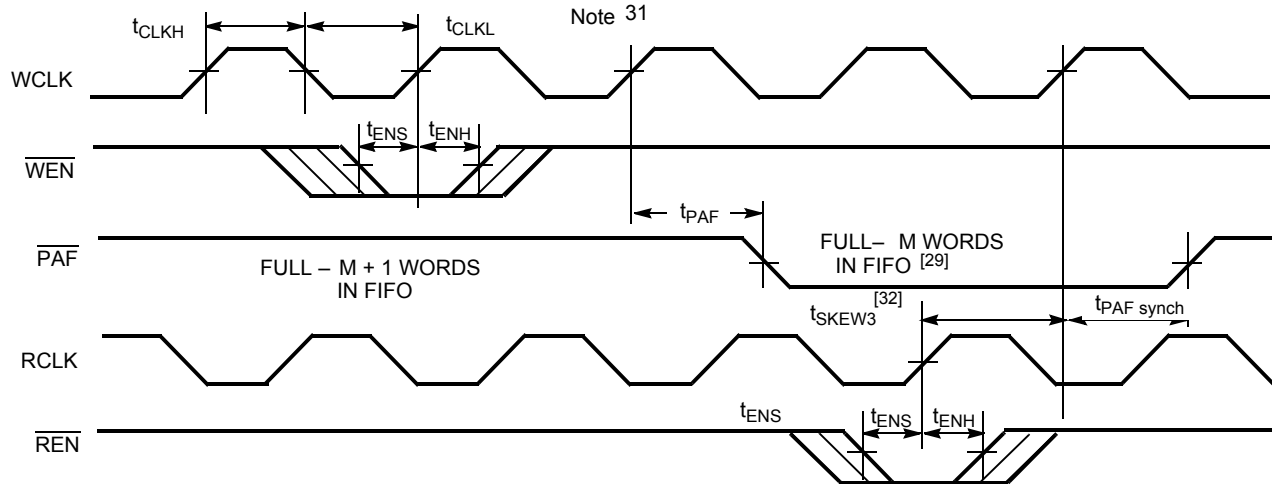 Note 31
tCLKH
tCLKL
WCLK
tENS
tENH
WEN
tPAF
PAF
FULL – M + 1 WORDS
IN FIFO
FULL– M WORDS
IN FIFO [29]
[32]
tSKEW3
tPAF synch
RCLK
tENS
tENS
tENH
REN